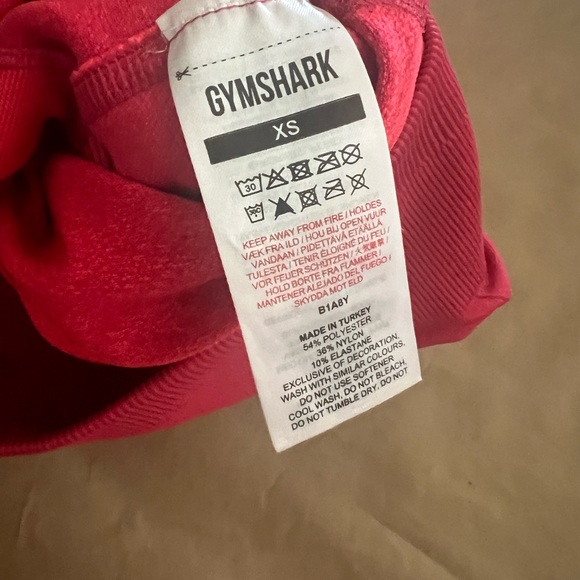 GYMSHARK
XS
30
KEEP AWAY FROM FIRE / HOLDES
VÆK FRA ILD / HOU BIJ OPEN VUUR
VANDAAN / PIDETTÄVÄ ETÄÄLLÄ
TULESTA / TENIR ÉLOIGNÉ DU FEU /
VOR FEUER SCHÜTZEN /
HOLD BORTE FRA FLAMMER /
MANTENER ALEJADO DEL FUEGO /
SKYDDA MOT ELD
B1A8Y
MADE IN TURKEY
54% POLYESTER
36% NYLON
10% ELASTANE
EXCLUSIVE OF DECORATION.
WASH WITH SIMILAR COLOURS.
DO NOT USE SOFTENER
COOL WASH, DO NOT BLEACH.
DO NOT TUMBLE DRY, DO NOT